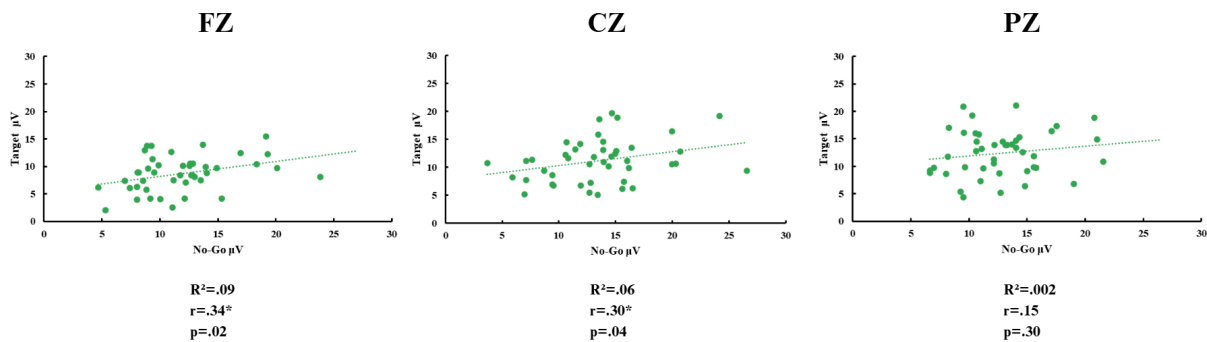 FZ
CZ
PZ
30
25
20
15
10
5
0
Target µV
0 5 10 15 20 25 30
No-Go µV
30
25
20
15
10
5
0
Target µV
0 5 10 15 20 25 30
No-Go µV
30
25
20
15
10
5
0
Target µV
0 5 10 15 20 25 30
No-Go µV
R²=.09
r=.34*
p=.02
R²=.06
r=.30*
p=.04
R²=.002
r=.15
p=.30